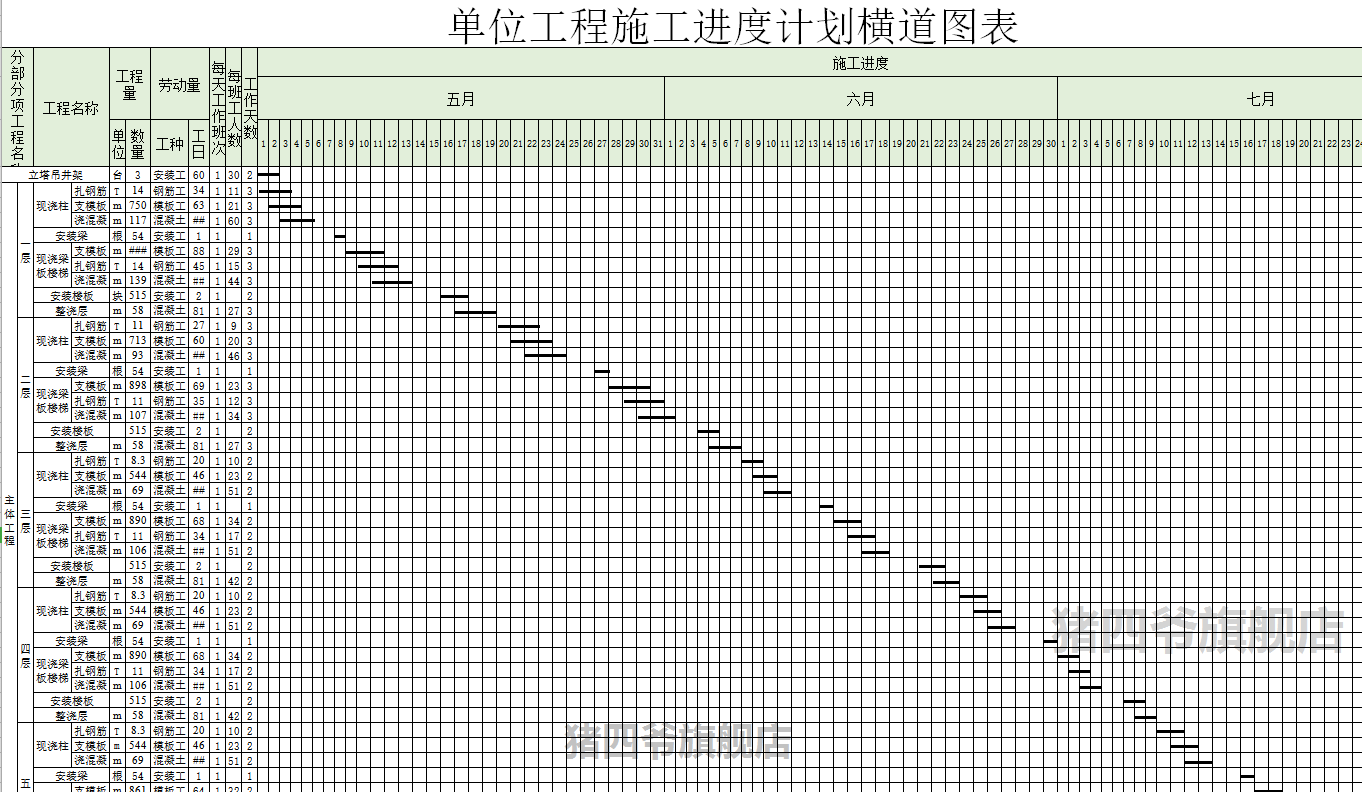 单位工程施工进度计划横道图表
分部分项工程名称 工程名称 工程量 劳动量 每天工作班次 每班工人数 工作天数 施工进度
五月 六月 七月
单位 数量 工种 工日
1 2 3 4 5 6 7 8 9 10 11 12 13 14 15 16 17 18 19 20 21 22 23 24 25 26 27 28 29 30 31 1 2 3 4 5 6 7 8 9 10 11 12 13 14 15 16 17 18 19 20 21 22 23 24 25 26 27 28 29 30 1 2 3 4 5 6 7 8 9 10 11 12 13 14 15 16 17 18 19 20 21 22 23 24
立塔吊井架 台 3 安装工 60 1 30 2
主体工程
一层
现浇柱 扎钢筋 T 14 钢筋工 34 1 11 3
支模板 m 750 模板工 63 1 21 3
浇混凝 m 117 混凝土 ## 1 60 3
安装梁 根 54 安装工 1 1 1
现浇梁板楼梯 支模板 m ### 模板工 88 1 29 3
扎钢筋 T 14 钢筋工 45 1 15 3
浇混凝 m 139 混凝土 ## 1 44 3
安装楼板 块 515 安装工 2 1 2
整浇层 m 58 混凝土 81 1 27 3
二层
现浇柱 扎钢筋 T 11 钢筋工 27 1 9 3
支模板 m 713 模板工 60 1 20 3
浇混凝 m 93 混凝土 ## 1 46 3
安装梁 根 54 安装工 1 1 1
现浇梁板楼梯 支模板 m 898 模板工 69 1 23 3
扎钢筋 T 11 钢筋工 35 1 12 3
浇混凝 m 107 混凝土 ## 1 34 3
安装楼板 515 安装工 2 1 2
整浇层 m 58 混凝土 81 1 27 3
三层
现浇柱 扎钢筋 T 8.3 钢筋工 20 1 10 2
支模板 m 544 模板工 46 1 23 2
浇混凝 m 69 混凝土 ## 1 51 2
安装梁 根 54 安装工 1 1 1
现浇梁板楼梯 支模板 m 890 模板工 68 1 34 2
扎钢筋 T 11 钢筋工 34 1 17 2
浇混凝 m 106 混凝土 ## 1 51 2
安装楼板 515 安装工 2 1 2
整浇层 m 58 混凝土 81 1 42 2
四层
现浇柱 扎钢筋 T 8.3 钢筋工 20 1 10 2
支模板 m 544 模板工 46 1 23 2
浇混凝 m 69 混凝土 ## 1 51 2
安装梁 根 54 安装工 1 1 1
现浇梁板楼梯 支模板 m 890 模板工 68 1 34 2
扎钢筋 T 11 钢筋工 34 1 17 2
浇混凝 m 106 混凝土 ## 1 51 2
安装楼板 515 安装工 2 1 2
整浇层 m 58 混凝土 81 1 42 2
五
现浇柱 扎钢筋 T 8.3 钢筋工 20 1 10 2
支模板 m 544 模板工 46 1 23 2
浇混凝 m 69 混凝土 ## 1 51 2
安装梁 根 54 安装工 1 1 1
支模板 m 861 模板工 64 1 32 2
猪四爷旗舰店
猪四爷旗舰店